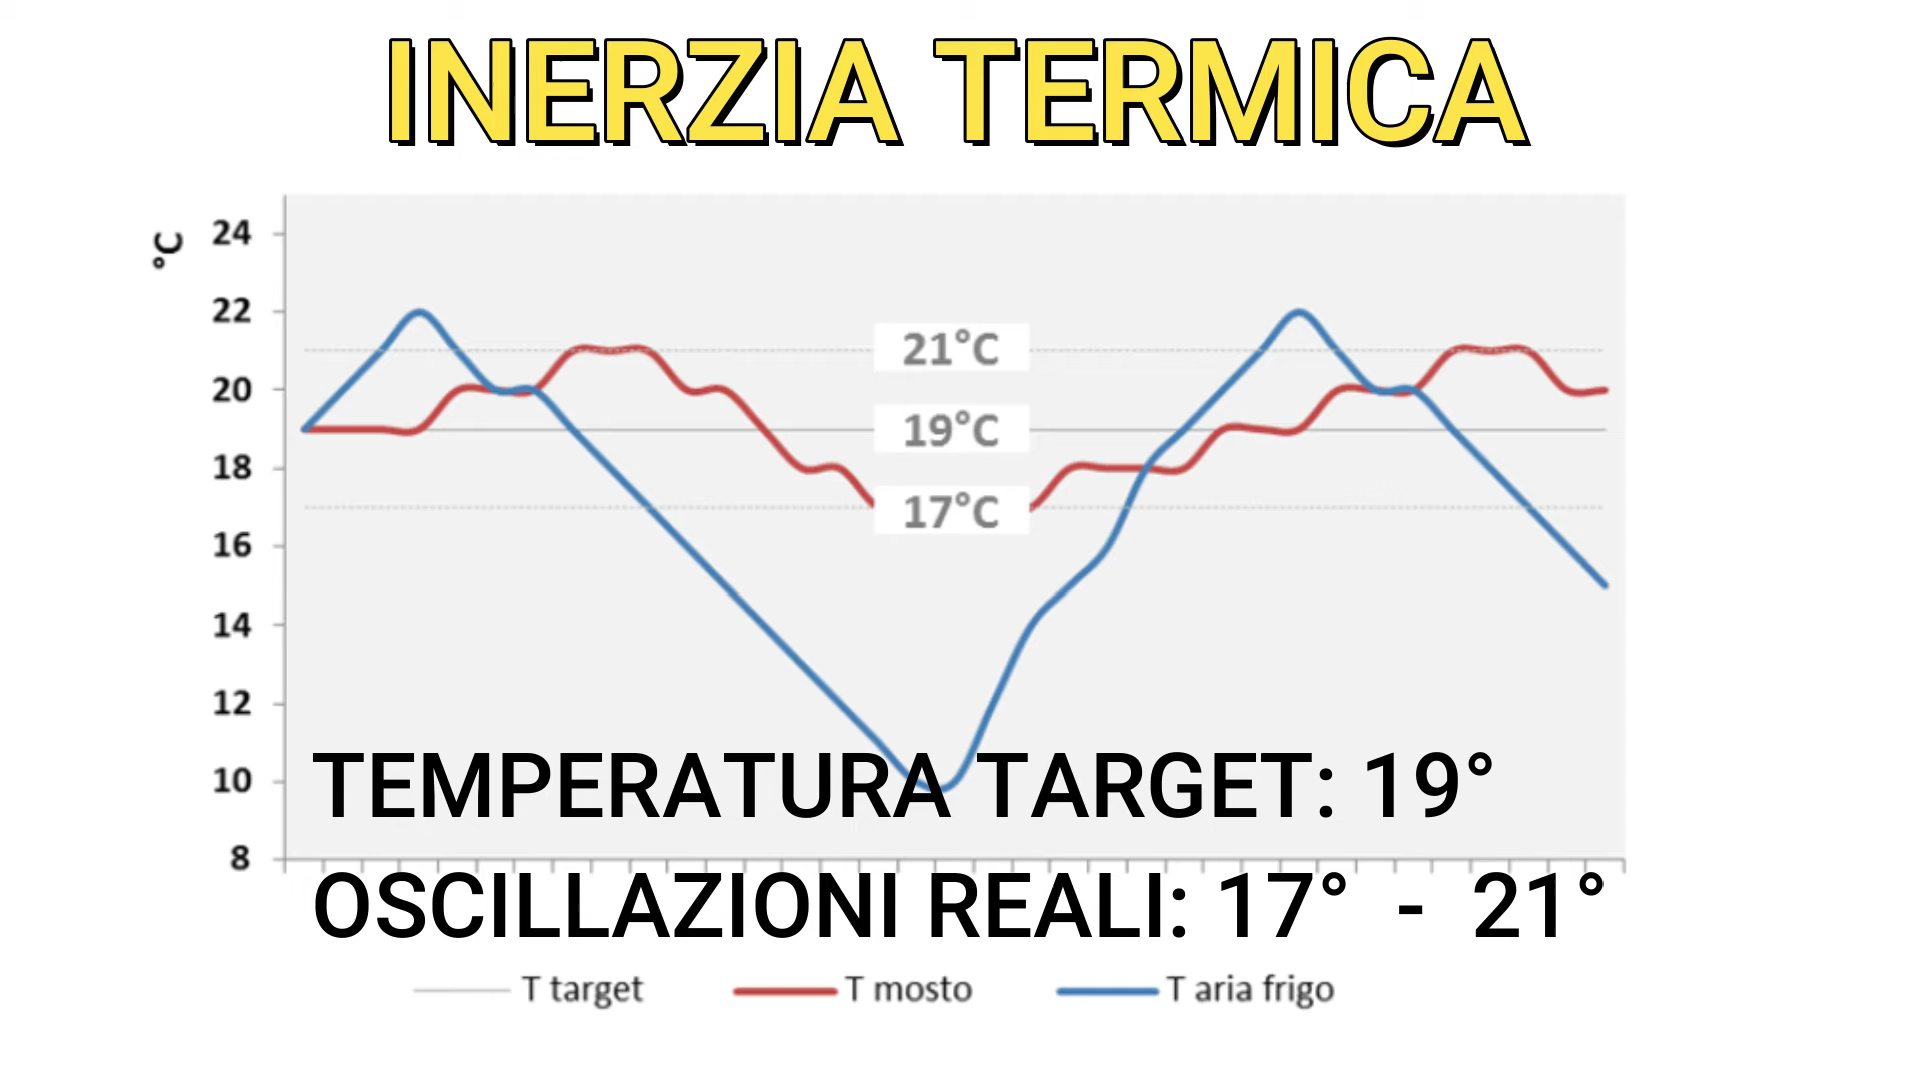 INERZIA TERMICA
°C
24
22
21°C
20
19°C
18
17°C
16
14
12
10
TEMPERATURA TARGET: 19°
8
OSCILLAZIONI REALI: 17° - 21°
T target T mosto T aria frigo